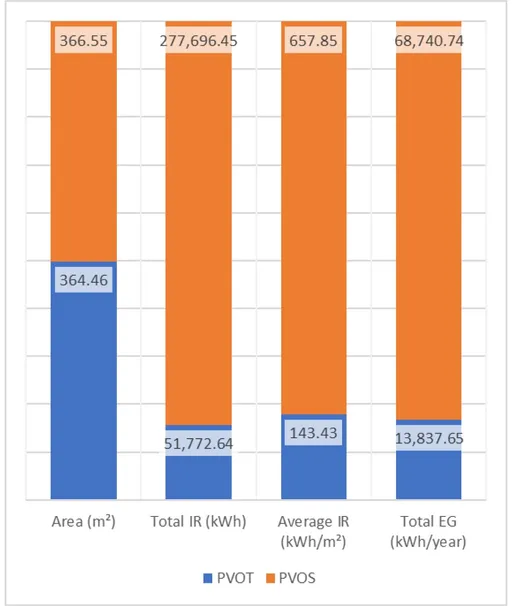 366.55 277,696.45 657.85 68,740.74
364.46
51,772.64 143.43 13,837.65
Area (m²) Total IR (kWh) Average IR (kWh/m²) Total EG (kWh/year)
PVOT PVOS